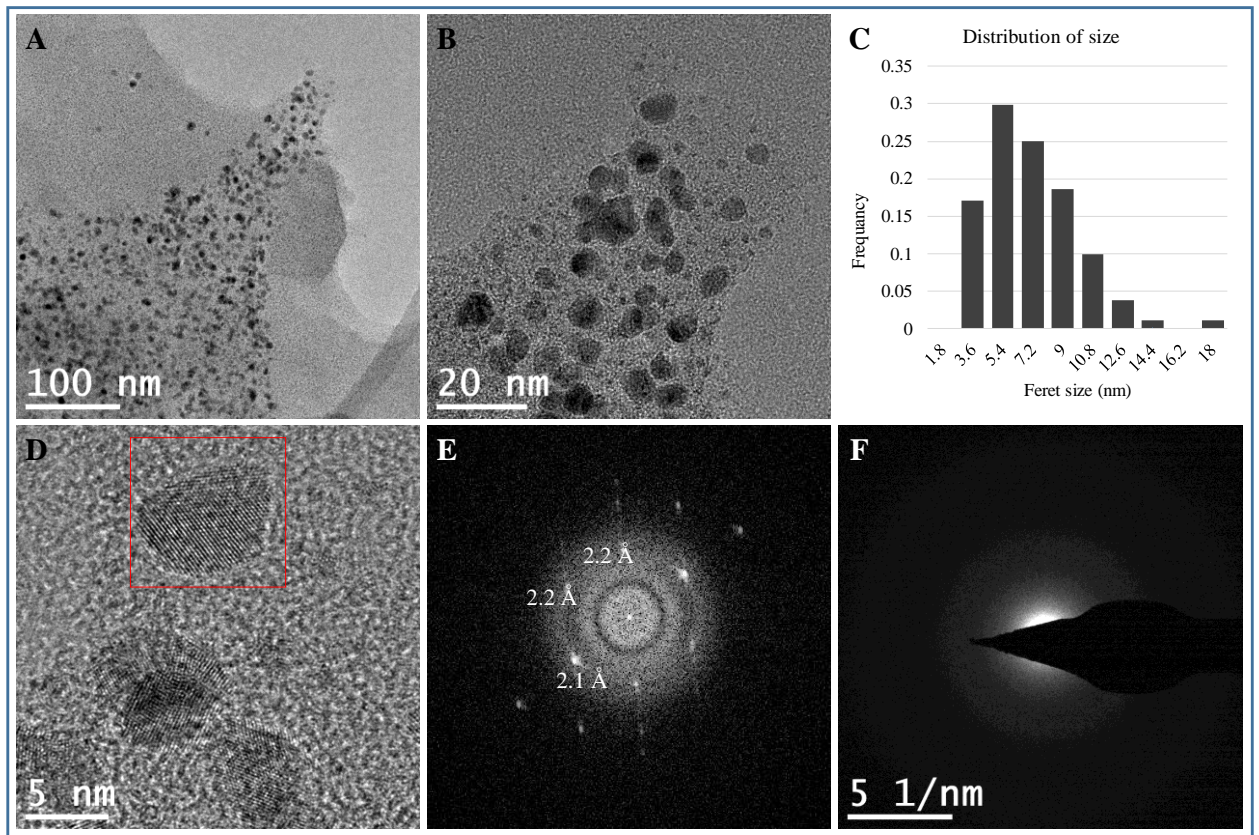 A
100 nm
B
20 nm
C
Distribution of size
0.35
0.3
0.25
0.2
0.15
0.1
0.05
0
Frequancy
1.8
3.6
5.4
7.2
9
10.8
12.6
14.4
16.2
18
Feret size (nm)
D
5 nm
E
2.2 Å
2.2 Å
2.1 Å
F
5 1/nm